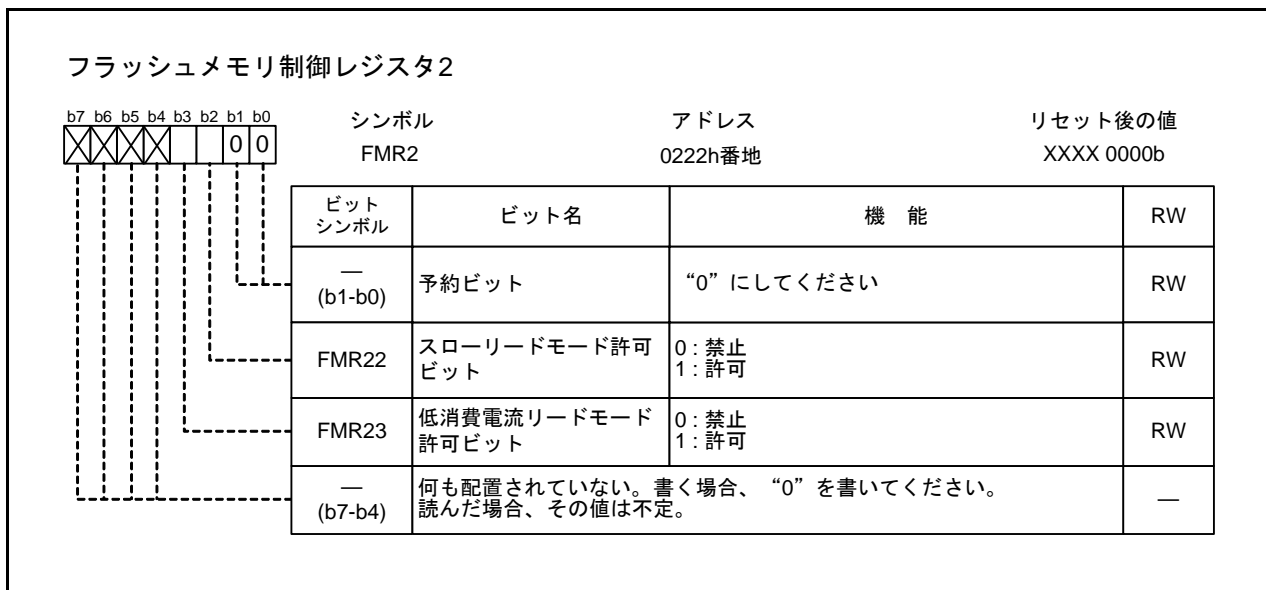 フラッシュメモリ制御レジスタ2
b7 b6 b5 b4 b3 b2 b1 b0
0 0
シンボル
FMR2
アドレス
0222h番地
リセット後の値
XXXX 0000b
ビット
シンボル
ビット名
機 能
RW
—
(b1-b0)
予約ビット
“0”にしてください
RW
FMR22
スローリードモード許可
ビット
0 : 禁止
1 : 許可
RW
FMR23
低消費電流リードモード
許可ビット
0 : 禁止
1 : 許可
RW
—
(b7-b4)
何も配置されていない。書く場合、“0”を書いてください。
読んだ場合、その値は不定。
—